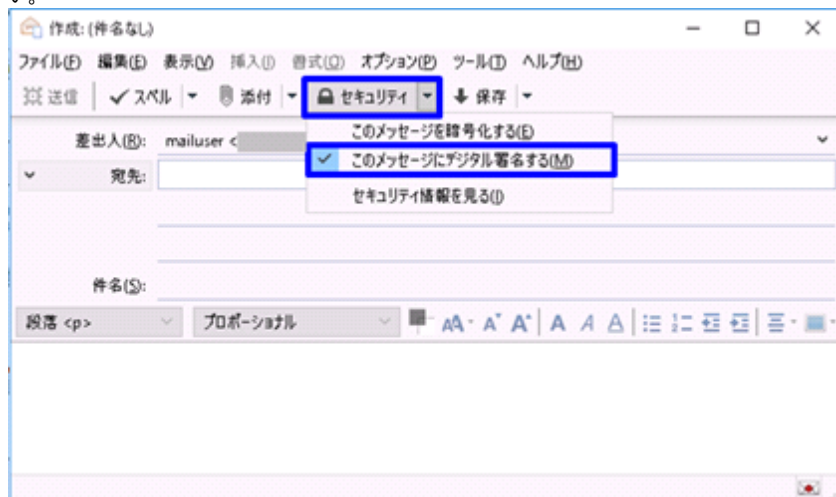 い。
作成: (件名なし)
ファイル(F) 編集(E) 表示(V) 挿入(I) 書式(O) オプション(P) ツール(T) ヘルプ(H)
送信 スペル 添付 セキュリティ 保存
差出人(R): mailuser <
このメッセージを暗号化する(E)
このメッセージにデジタル署名する(M)
宛先:
セキュリティ情報を見る(I)
件名(S):
段落 <p> プロポーショナル